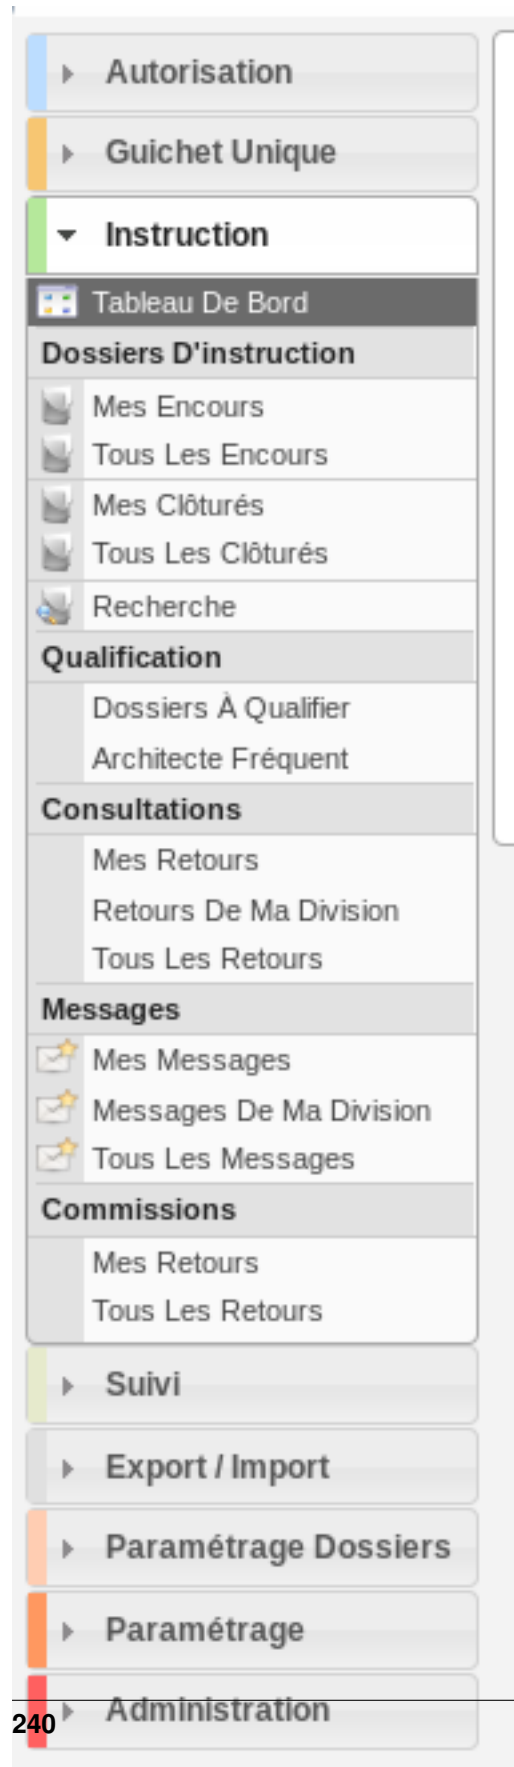 Autorisation
Guichet Unique
Instruction
Tableau De Bord
Dossiers D'instruction
Mes Encours
Tous Les Encours
Mes Clôturés
Tous Les Clôturés
Recherche
Qualification
Dossiers À Qualifier
Architecte Fréquent
Consultations
Mes Retours
Retours De Ma Division
Tous Les Retours
Messages
Mes Messages
Messages De Ma Division
Tous Les Messages
Commissions
Mes Retours
Tous Les Retours
Suivi
Export / Import
Paramétrage Dossiers
Paramétrage
Administration
240